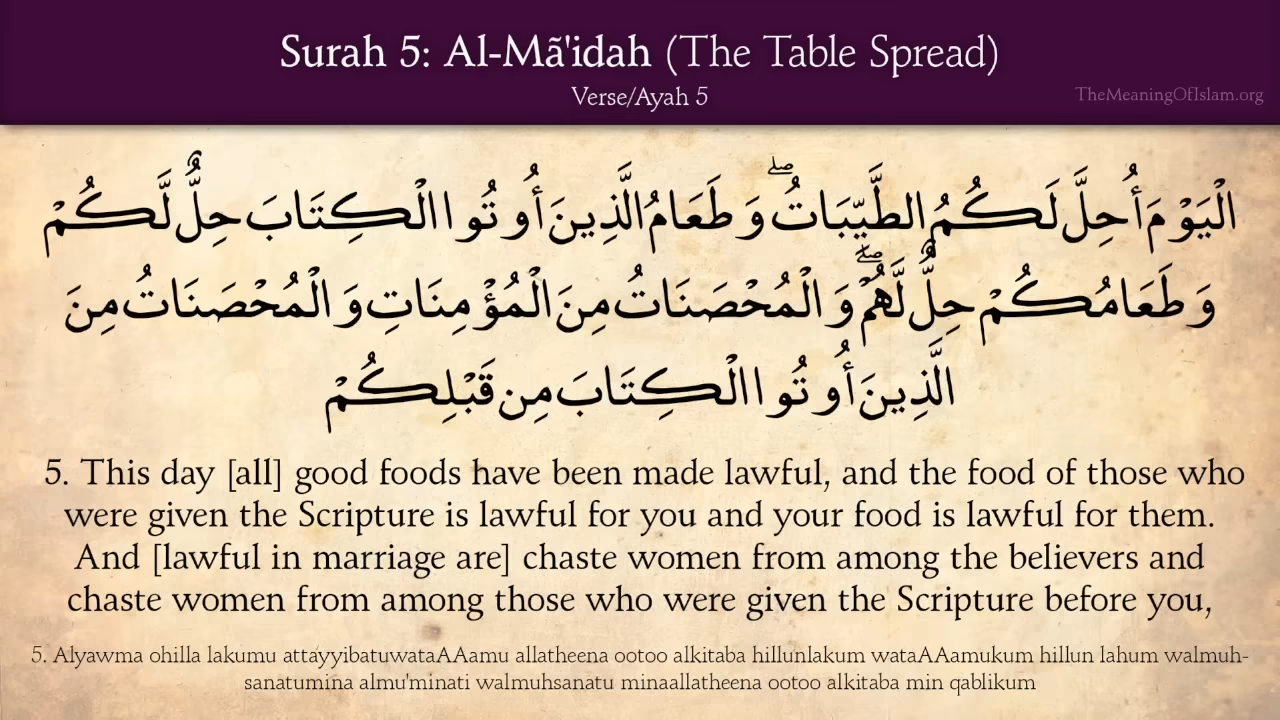 Surah 5: Al-Mã'idah (The Table Spread)
Verse/Ayah 5
TheMeaningOfIslam.org
الْيَوْمَ أُحِلَّ لَكُمُ الطَّيِّبَاتُ ۖ وَطَعَامُ الَّذِينَ أُوتُوا الْكِتَابَ حِلٌّ لَّكُمْ
وَطَعَامُكُمْ حِلٌّ لَّهُمْ ۖ وَالْمُحْصَنَاتُ مِنَ الْمُؤْمِنَاتِ وَالْمُحْصَنَاتُ مِنَ
الَّذِينَ أُوتُوا الْكِتَابَ مِن قَبْلِكُمْ
5. This day [all] good foods have been made lawful, and the food of those who
were given the Scripture is lawful for you and your food is lawful for them.
And [lawful in marriage are] chaste women from among the believers and
chaste women from among those who were given the Scripture before you,
5. Alyawma ohilla lakumu attayyibatuwataAAamu allatheena ootoo alkitaba hillunlakum wataAAamukum hillun lahum walmuh-
sanatumina almu'minati walmuhsanatu minaallatheena ootoo alkitaba min qablikum